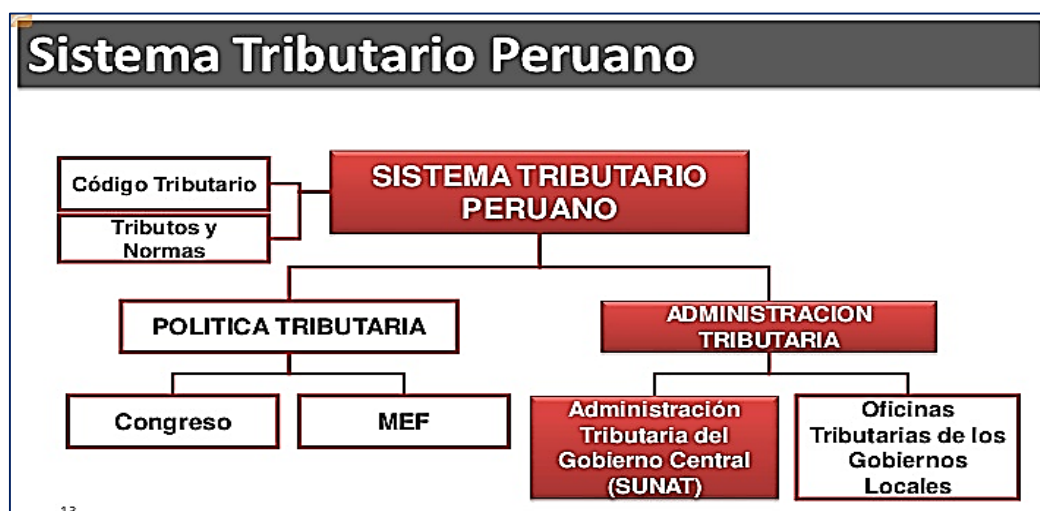 Sistema Tributario Peruano
Código Tributario
Tributos y
Normas
SISTEMA TRIBUTARIO
PERUANO
POLITICA TRIBUTARIA
ADMINISTRACION
TRIBUTARIA
Congreso
MEF
Administración
Tributaria del
Gobierno Central
(SUNAT)
Oficinas
Tributarias de los
Gobiernos
Locales